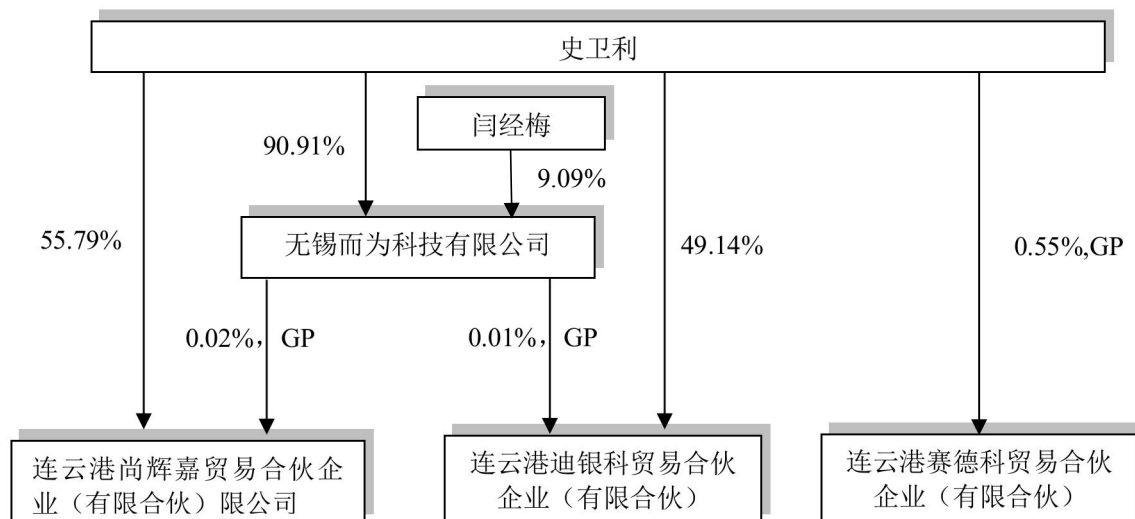 史卫利
闫经梅
90.91%
9.09%
55.79%
无锡而为科技有限公司
49.14%
0.55%,GP
0.02%，GP
0.01%，GP
连云港尚辉嘉贸易合伙企
业（有限合伙）限公司
连云港迪银科贸易合伙
企业（有限合伙）
连云港赛德科贸易合伙
企业（有限合伙）